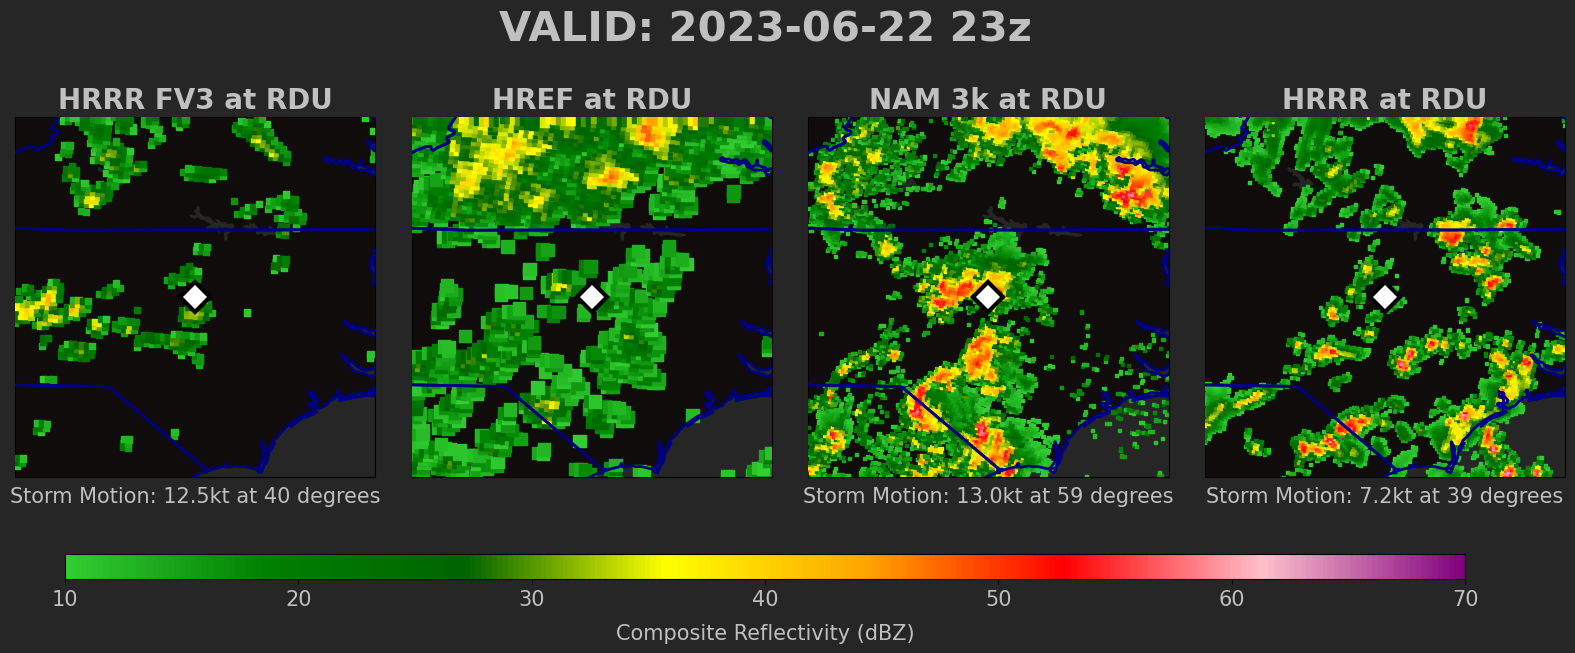 VALID: 2023-06-22 23z
HRRR FV3 at RDU
HREF at RDU
NAM 3k at RDU
HRRR at RDU
Storm Motion: 12.5kt at 40 degrees
Storm Motion: 13.0kt at 59 degrees
Storm Motion: 7.2kt at 39 degrees
10 20 30 40 50 60 70
Composite Reflectivity (dBZ)